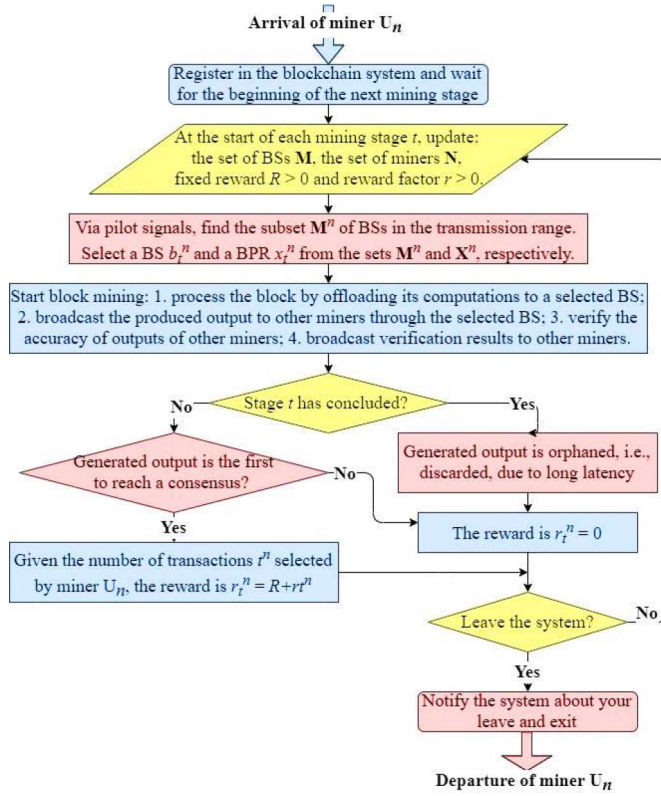 Arrival of miner Un
Register in the blockchain system and wait
for the beginning of the next mining stage
At the start of each mining stage t, update:
the set of BSs M, the set of miners N,
fixed reward R > 0 and reward factor r > 0.
Via pilot signals, find the subset Mⁿ of BSs in the transmission range.
Select a BS bₜⁿ and a BPR xₜⁿ from the sets Mⁿ and Xⁿ, respectively.
Start block mining: 1. process the block by offloading its computations to a selected BS;
2. broadcast the produced output to other miners through the selected BS; 3. verify the
accuracy of outputs of other miners; 4. broadcast verification results to other miners.
No
Stage t has concluded?
Yes
Generated output is the first
to reach a consensus?
No
Generated output is orphaned, i.e.,
discarded, due to long latency
Yes
The reward is rₜⁿ = 0
Given the number of transactions tⁿ selected
by miner Un, the reward is rₜⁿ = R+rtⁿ
Leave the system?
No
Yes
Notify the system about your
leave and exit
Departure of miner Un